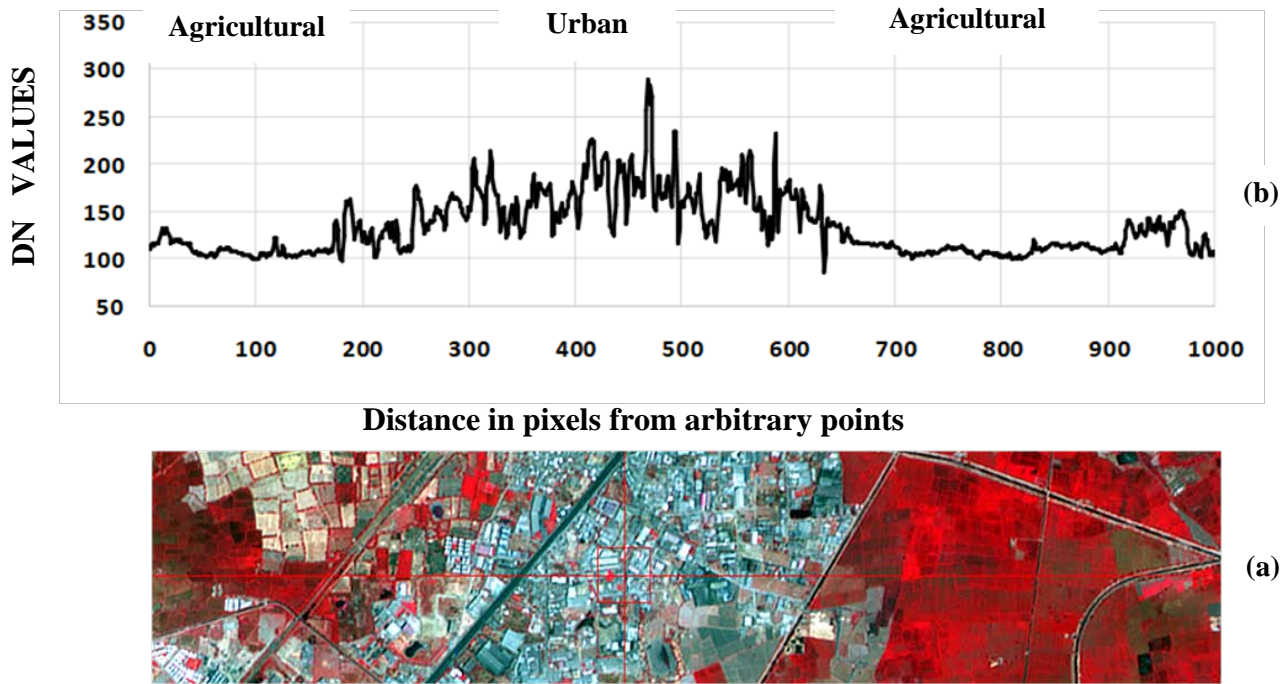 Agricultural Urban Agricultural
350
300
250
200
150
100
50
DN VALUES
(b)
0 100 200 300 400 500 600 700 800 900 1000
Distance in pixels from arbitrary points
(a)